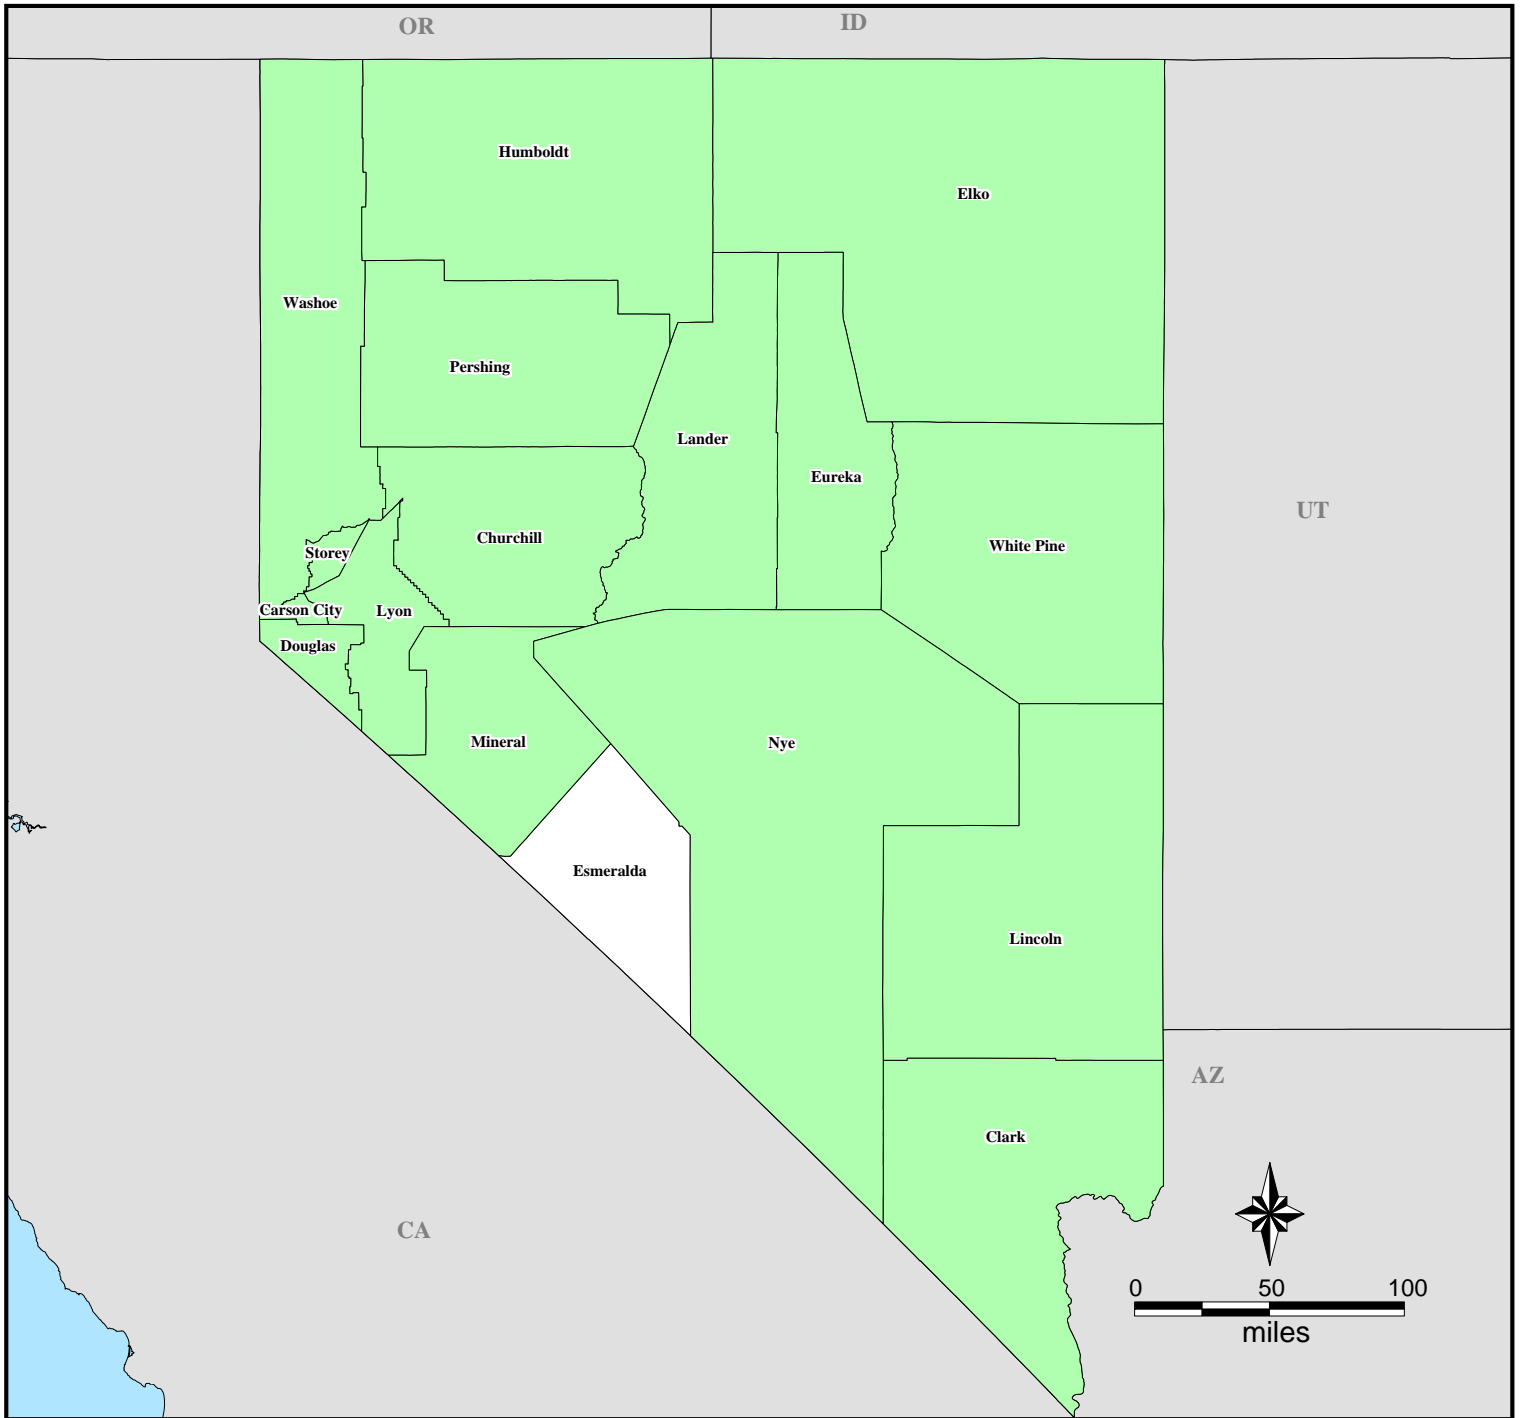 OR
ID
Humboldt
Elko
Washoe
Pershing
Lander
Eureka
UT
Churchill
White Pine
Storey
Carson City
Lyon
Douglas
Mineral
Nye
Esmeralda
Lincoln
AZ
Clark
CA
0 50 100
miles